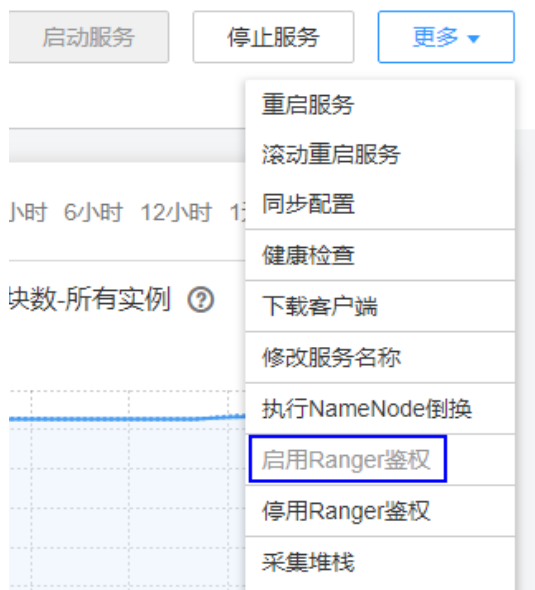 启动服务
停止服务
更多
重启服务
滚动重启服务
同步配置
健康检查
下载客户端
修改服务名称
执行NameNode倒换
启用Ranger鉴权
停用Ranger鉴权
采集堆栈
小时 6小时 12小时 1
块数-所有实例